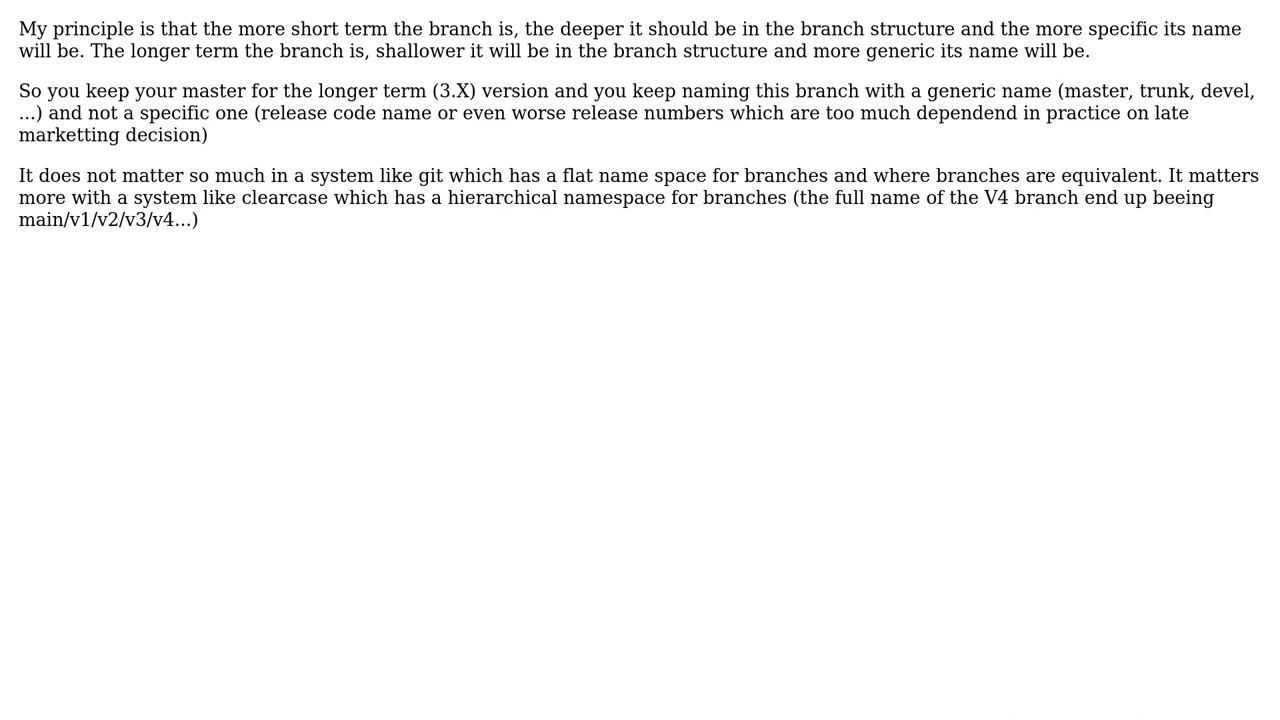 My principle is that the more short term the branch is, the deeper it should be in the branch structure and the more specific its name
will be. The longer term the branch is, shallower it will be in the branch structure and more generic its name will be.
So you keep your master for the longer term (3.X) version and you keep naming this branch with a generic name (master, trunk, devel,
...) and not a specific one (release code name or even worse release numbers which are too much dependend in practice on late
marketting decision)
It does not matter so much in a system like git which has a flat name space for branches and where branches are equivalent. It matters
more with a system like clearcase which has a hierarchical namespace for branches (the full name of the V4 branch end up beeing
main/v1/v2/v3/v4...)